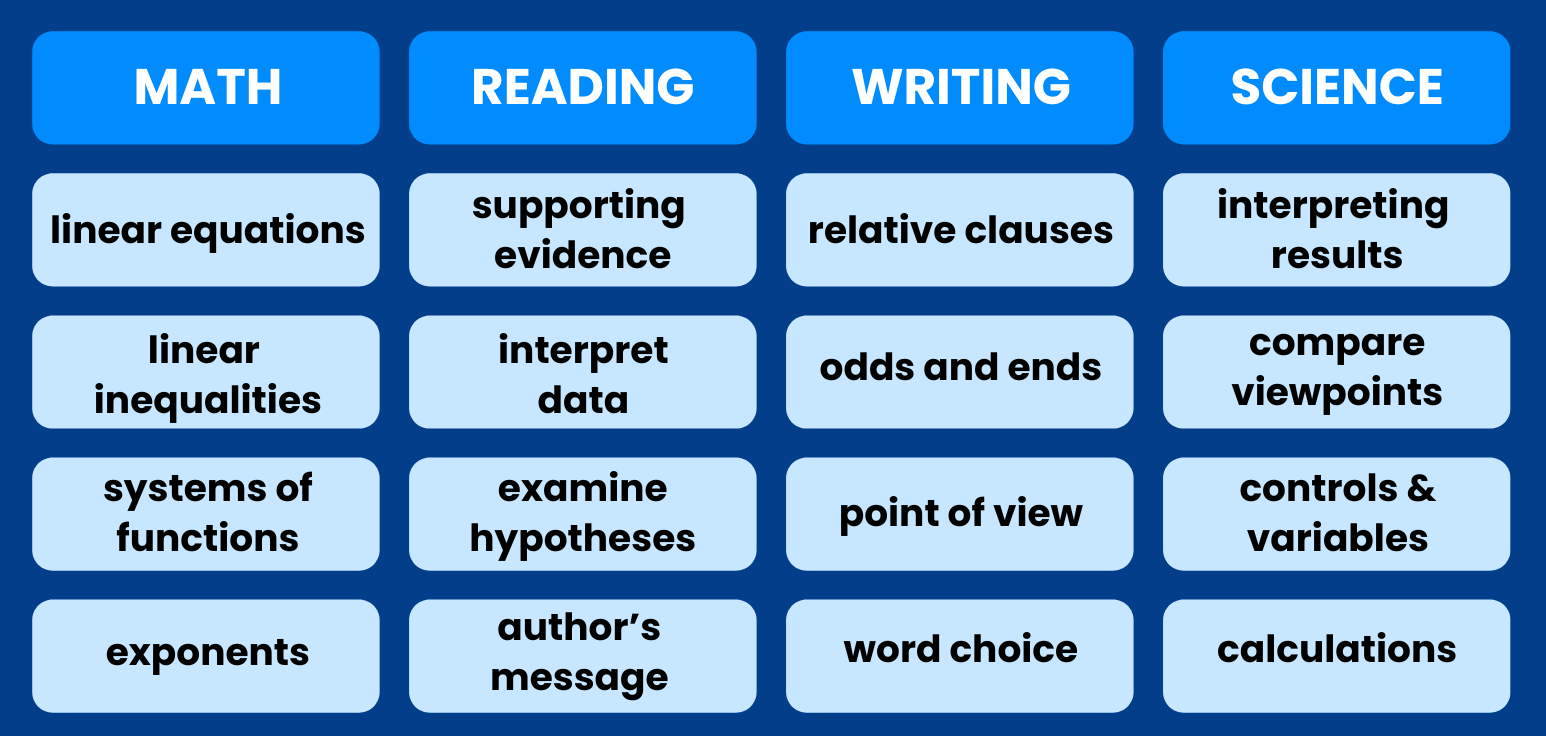 MATH
READING
WRITING
SCIENCE
linear equations
supporting
evidence
relative clauses
interpreting
results
linear
inequalities
interpret
data
odds and ends
compare
viewpoints
systems of
functions
examine
hypotheses
point of view
controls &
variables
exponents
author’s
message
word choice
calculations